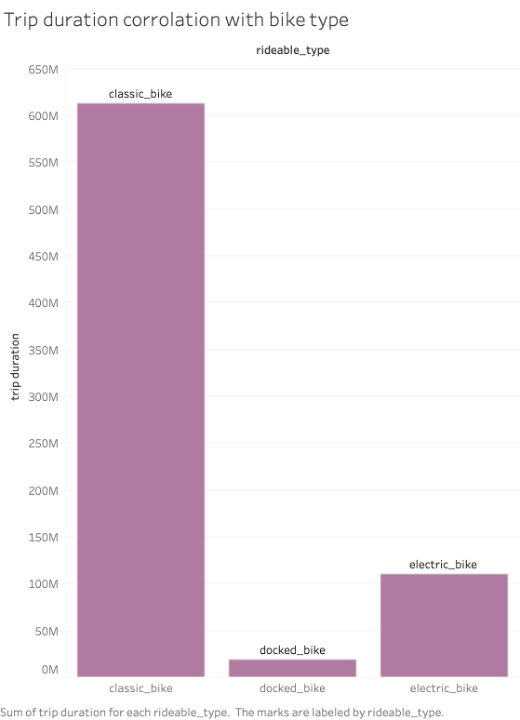 Trip duration corrolation with bike type
rideable_type
650M
600M
550M
500M
450M
400M
350M
300M
250M
200M
150M
100M
50M
0M
trip duration
classic_bike
docked_bike
electric_bike
classic_bike
docked_bike
electric_bike
Sum of trip duration for each rideable_type. The marks are labeled by rideable_type.